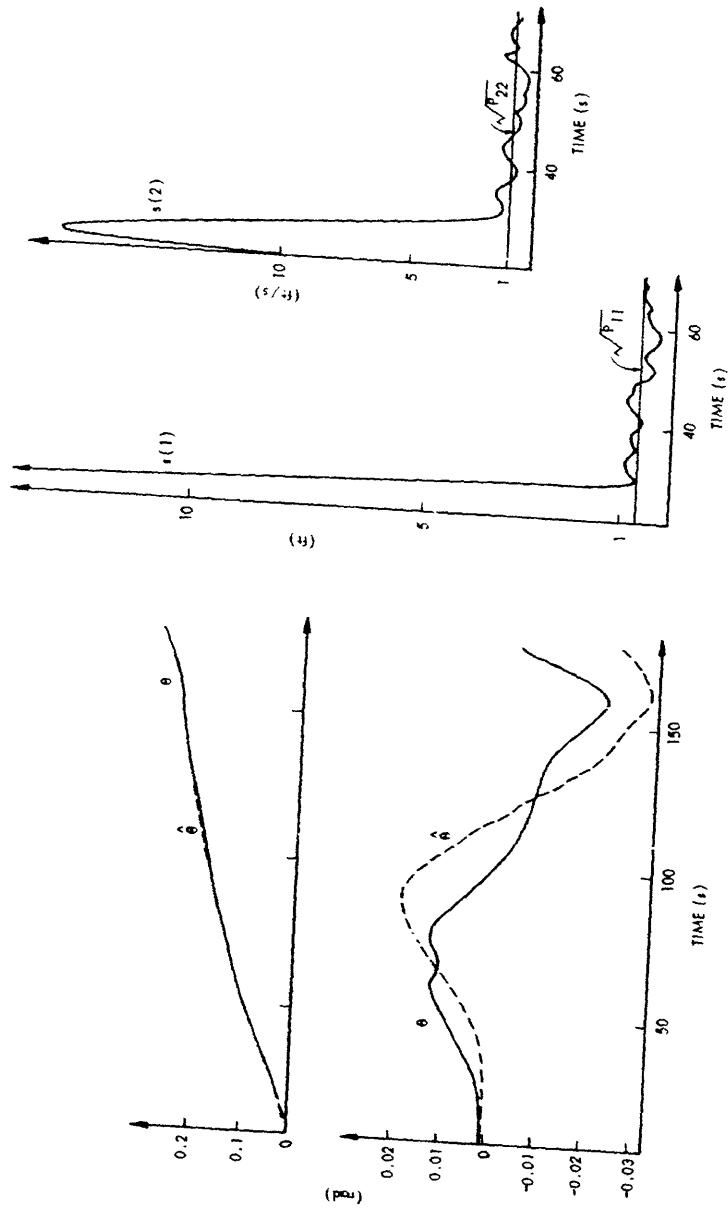 0.2
0.1
0
θ
θ̂
(rad)
0.02
0.01
0
-0.01
-0.02
-0.03
θ
θ̂
50
100
150
TIME (s)
(ft)
10
5
1
s(1)
√P11
40
60
TIME (s)
(ft/s)
10
5
1
s(2)
√P22
40
60
TIME (s)